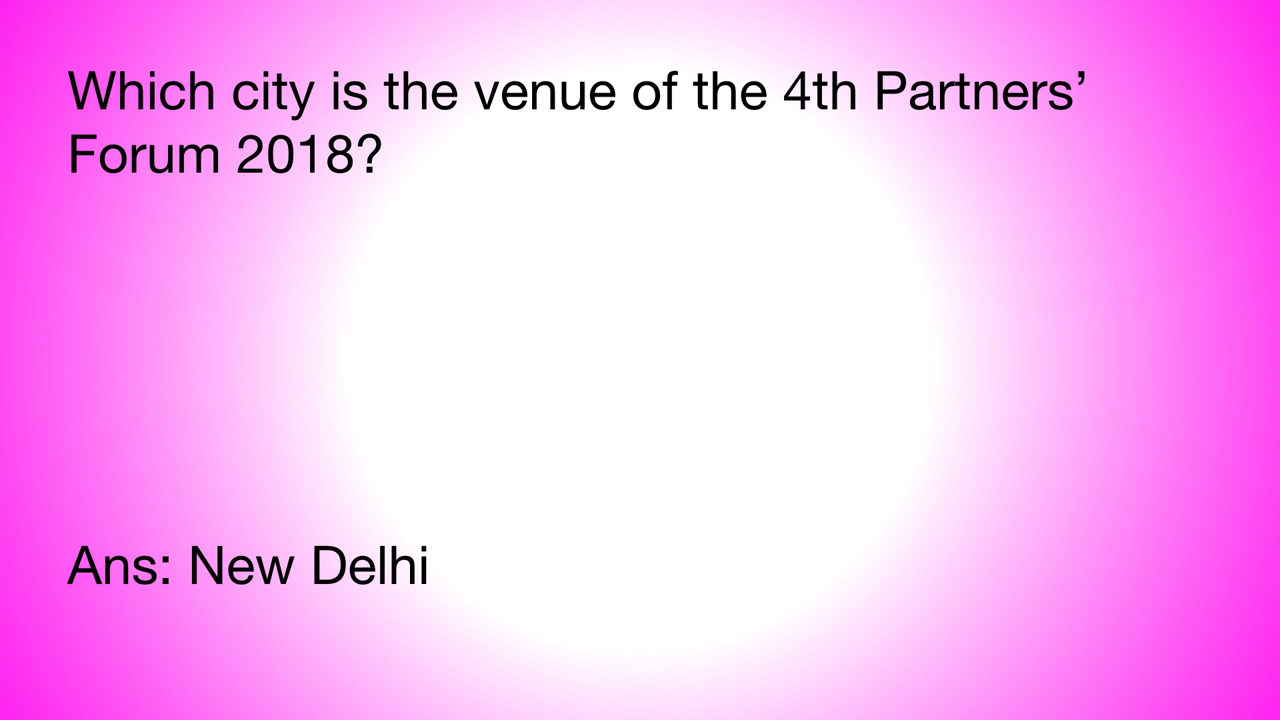 Which city is the venue of the 4th Partners’
Forum 2018?
Ans: New Delhi